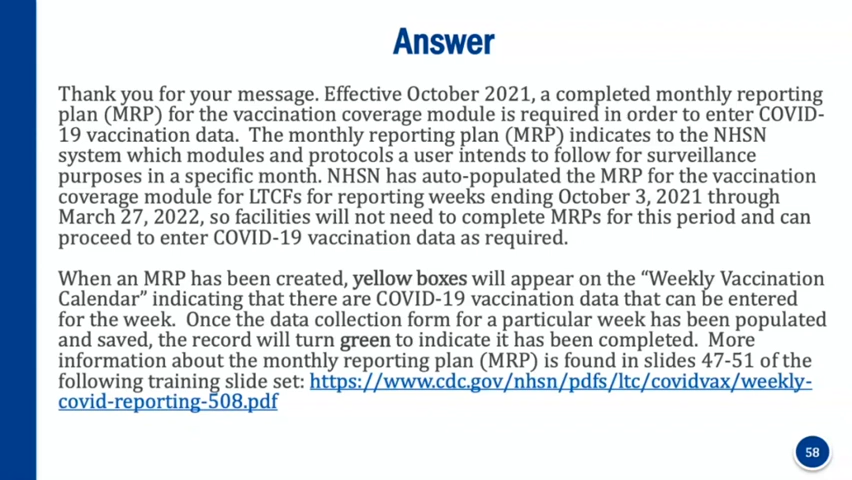 Answer
Thank you for your message. Effective October 2021, a completed monthly reporting
plan (MRP) for the vaccination coverage module is required in order to enter COVID-
19 vaccination data.  The monthly reporting plan (MRP) indicates to the NHSN
system which modules and protocols a user intends to follow for surveillance
purposes in a specific month. NHSN has auto-populated the MRP for the vaccination
coverage module for LTCFs for reporting weeks ending October 3, 2021 through
March 27, 2022, so facilities will not need to complete MRPs for this period and can
proceed to enter COVID-19 vaccination data as required.
When an MRP has been created, yellow boxes will appear on the “Weekly Vaccination
Calendar” indicating that there are COVID-19 vaccination data that can be entered
for the week.  Once the data collection form for a particular week has been populated
and saved, the record will turn green to indicate it has been completed.  More
information about the monthly reporting plan (MRP) is found in slides 47-51 of the
following training slide set: https://www.cdc.gov/nhsn/pdfs/ltc/covidvax/weekly-
covid-reporting-508.pdf
58